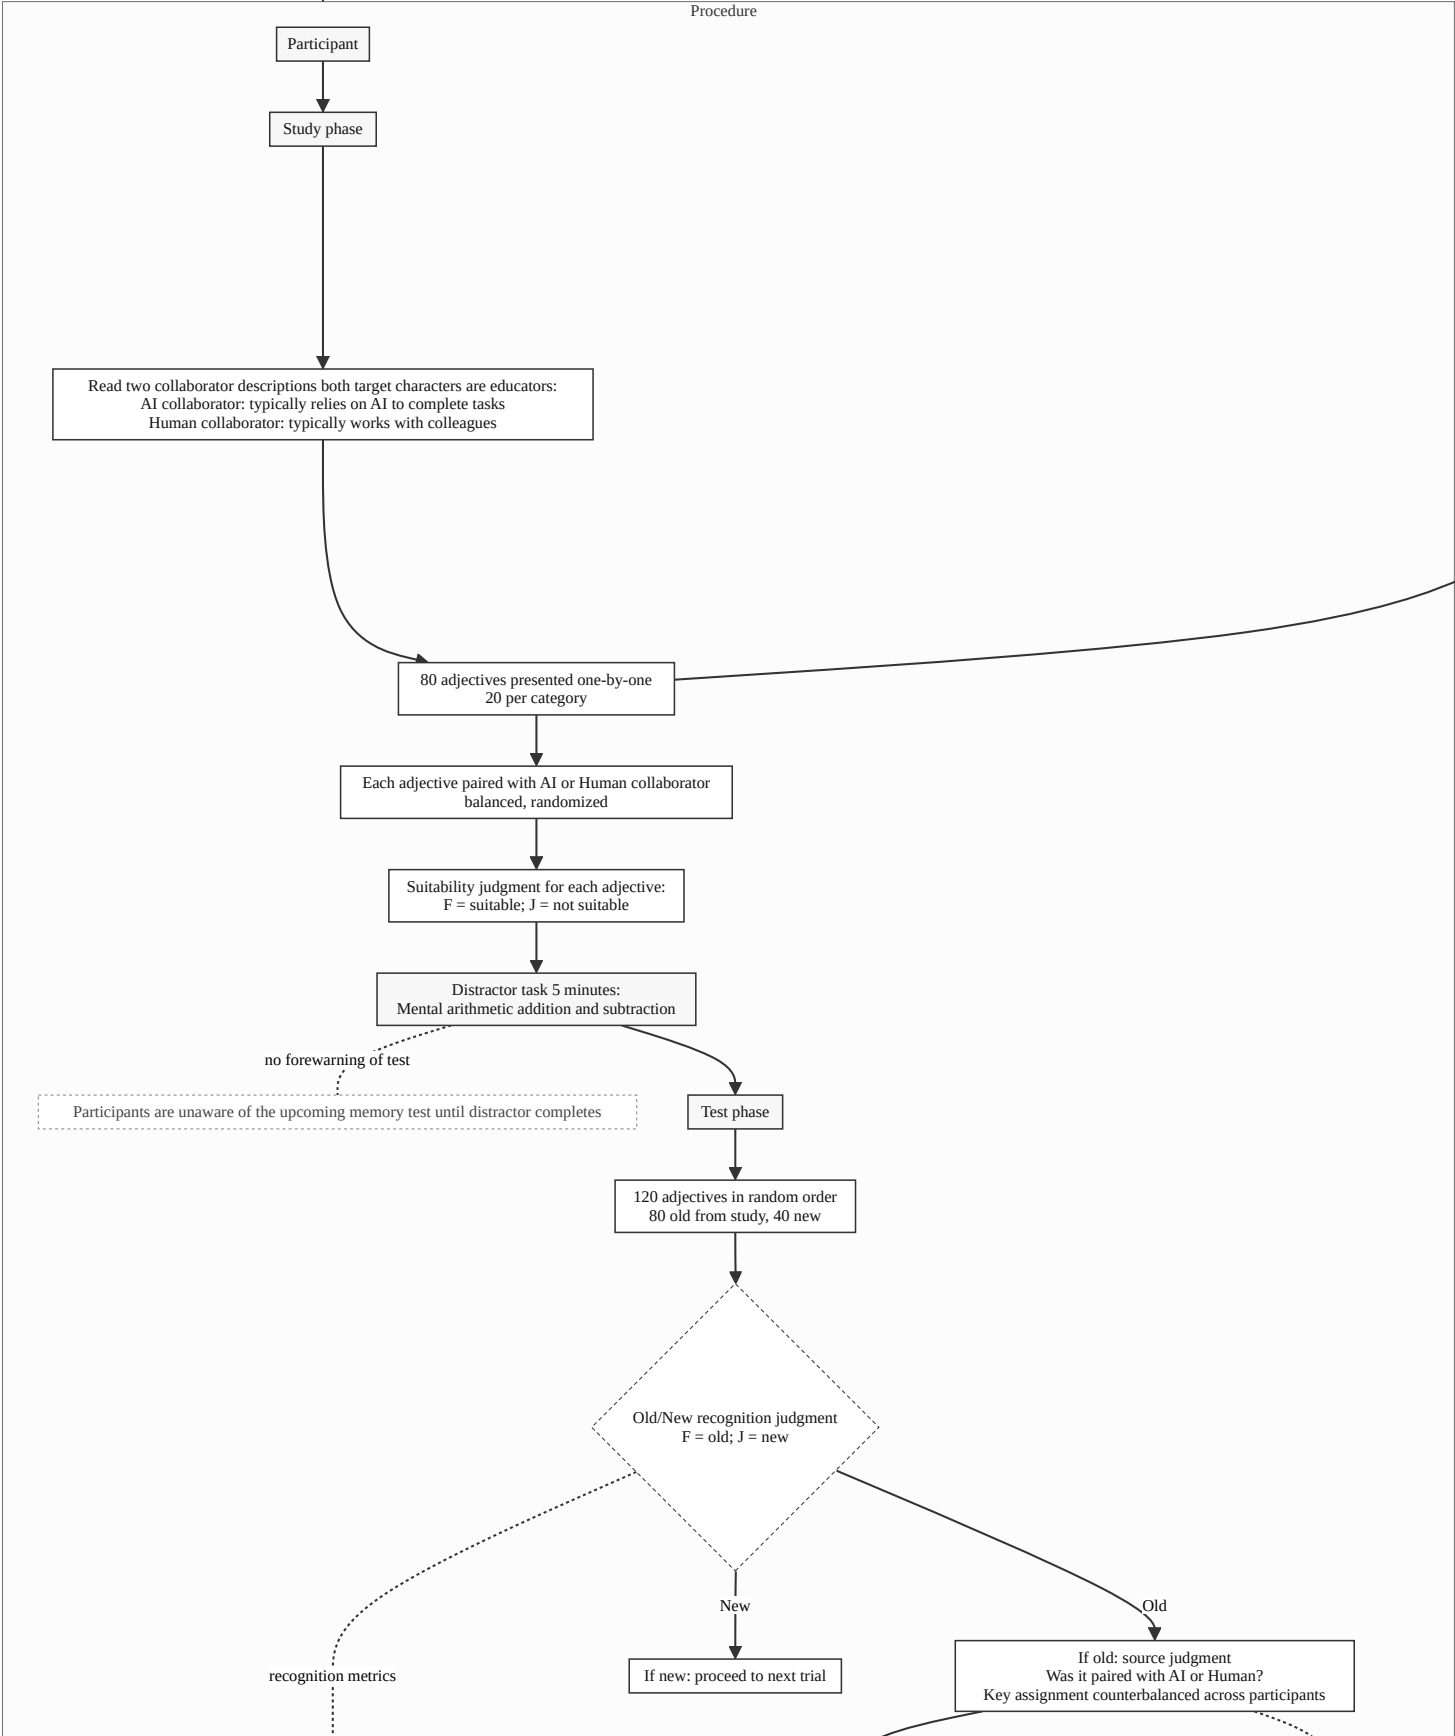 Procedure
Participant
Study phase
Read two collaborator descriptions both target characters are educators:
AI collaborator: typically relies on AI to complete tasks
Human collaborator: typically works with colleagues
80 adjectives presented one-by-one
20 per category
Each adjective paired with AI or Human collaborator
balanced, randomized
Suitability judgment for each adjective:
F = suitable; J = not suitable
Distractor task 5 minutes:
Mental arithmetic addition and subtraction
no forewarning of test
Participants are unaware of the upcoming memory test until distractor completes
Test phase
120 adjectives in random order
80 old from study, 40 new
Old/New recognition judgment
F = old; J = new
New
Old
recognition metrics
If new: proceed to next trial
If old: source judgment
Was it paired with AI or Human?
Key assignment counterbalanced across participants